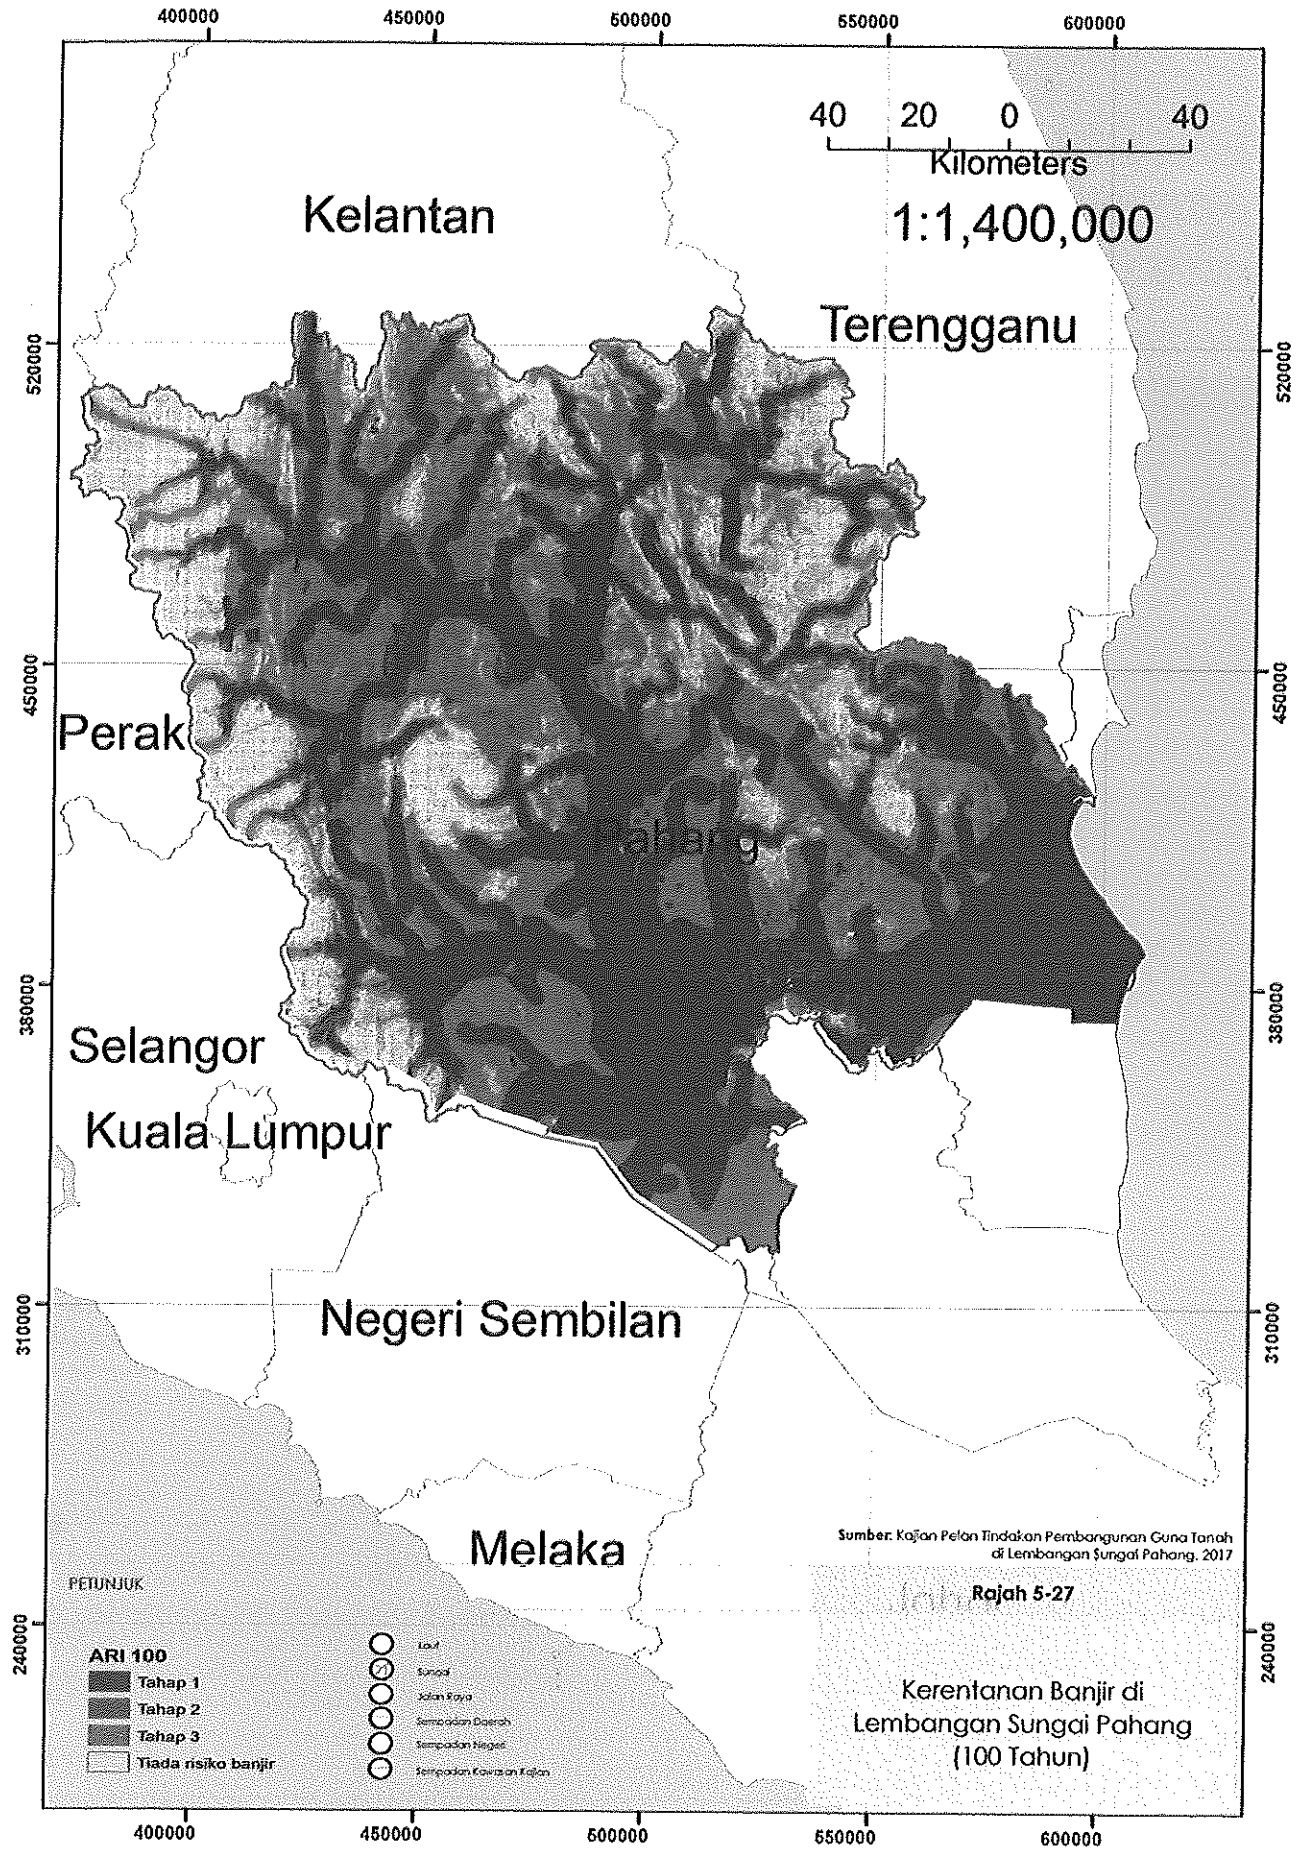 400000 450000 500000 550000 600000
40 20 0 40
Kilometers
1:1,400,000
Kelantan
Terengganu
520000 520000
450000 450000
Perak
Pahang
380000 380000
Selangor
Kuala Lumpur
310000 310000
Negeri Sembilan
Melaka
Sumber: Kajian Pelan Tindakan Pembangunan Guna Tanah
di Lembangan Sungai Pahang, 2017
Rajah 5-27
240000 240000
PETUNJUK
ARI 100
Tahap 1
Tahap 2
Tahap 3
Tiada risiko banjir
Laut
Sungai
Jalan Raya
Sempadan Daerah
Sempadan Negeri
Sempadan Kawasan Kajian
Kerentanan Banjir di
Lembangan Sungai Pahang
(100 Tahun)
400000 450000 500000 550000 600000